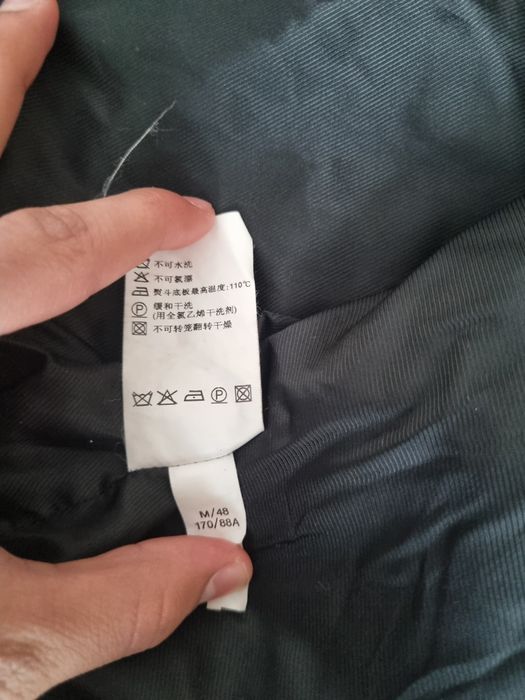 不可水洗
不可氯漂
熨斗底板最高温度:110℃
缓和干洗
(用全氯乙烯干洗剂)
不可转笼翻转干燥
P
P
M/48
170/88A